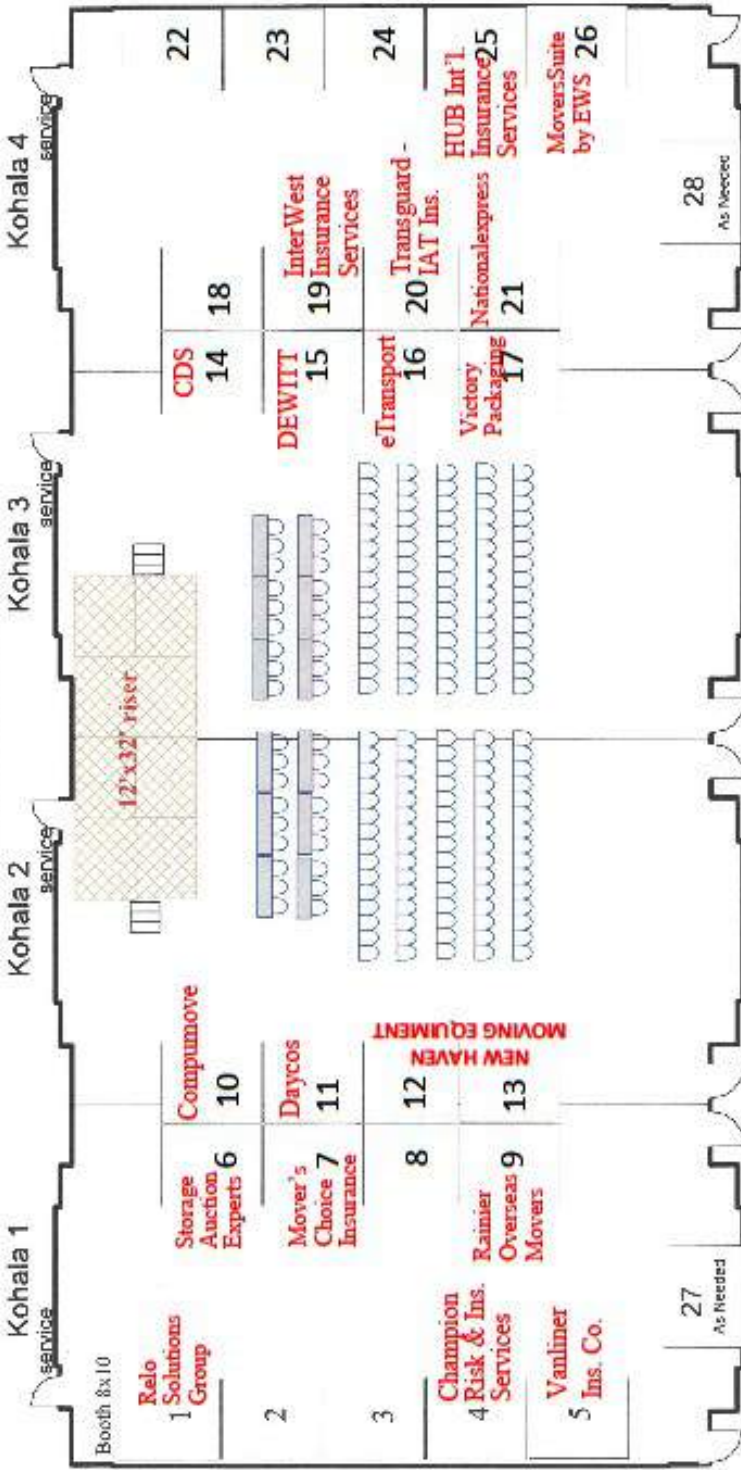 Kohala 1
Kohala 2
Kohala 3
Kohala 4
service
service
service
service
Booth 8x10
12'x32' riser
Relo
Solutions
Group
1
2
3
Champion
Risk & Ins.
Services
4
Vanliner
Ins. Co.
5
27
As Needed
Storage
Auction
Experts
6
Mover's
Choice
Insurance
7
8
Rainier
Overseas
Movers
9
Compumove
10
Daycos
11
12
13
NEW HAVEN
MOVING EQUIMENT
CDS
14
DEWITT
15
eTransport
16
Victory
Packaging
17
18
InterWest
Insurance
Services
19
Transguard -
IAT Ins.
20
Nationalexpress
21
22
23
24
HUB Int'l
Insurance
Services
25
MoversSuite
by EWS
26
28
As Needed